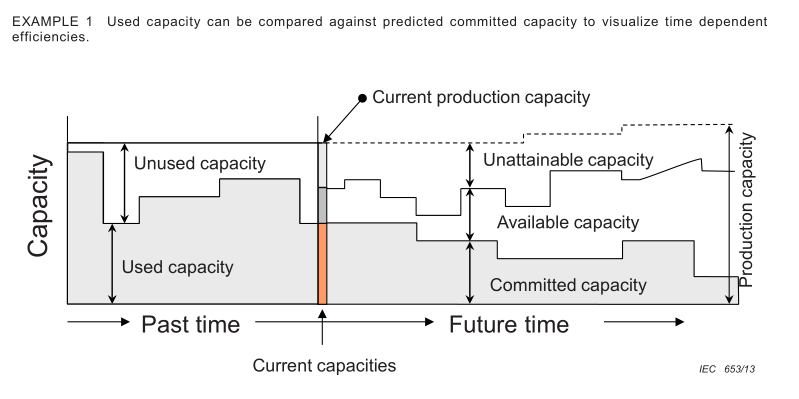 EXAMPLE 1 Used capacity can be compared against predicted committed capacity to visualize time dependent
efficiencies.
Current production capacity
Unused capacity
Unattainable capacity
Capacity
Production capacity
Available capacity
Used capacity
Committed capacity
Past time
Future time
Current capacities
IEC 653/13